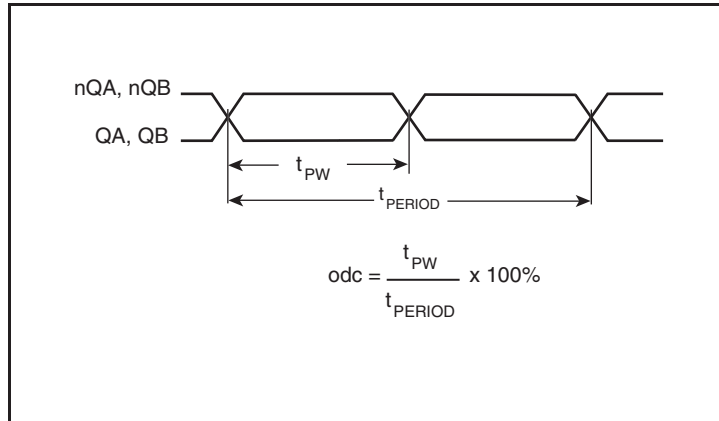 nQA, nQB
QA, QB
tPW
tPERIOD
odc = tPW / tPERIOD x 100%